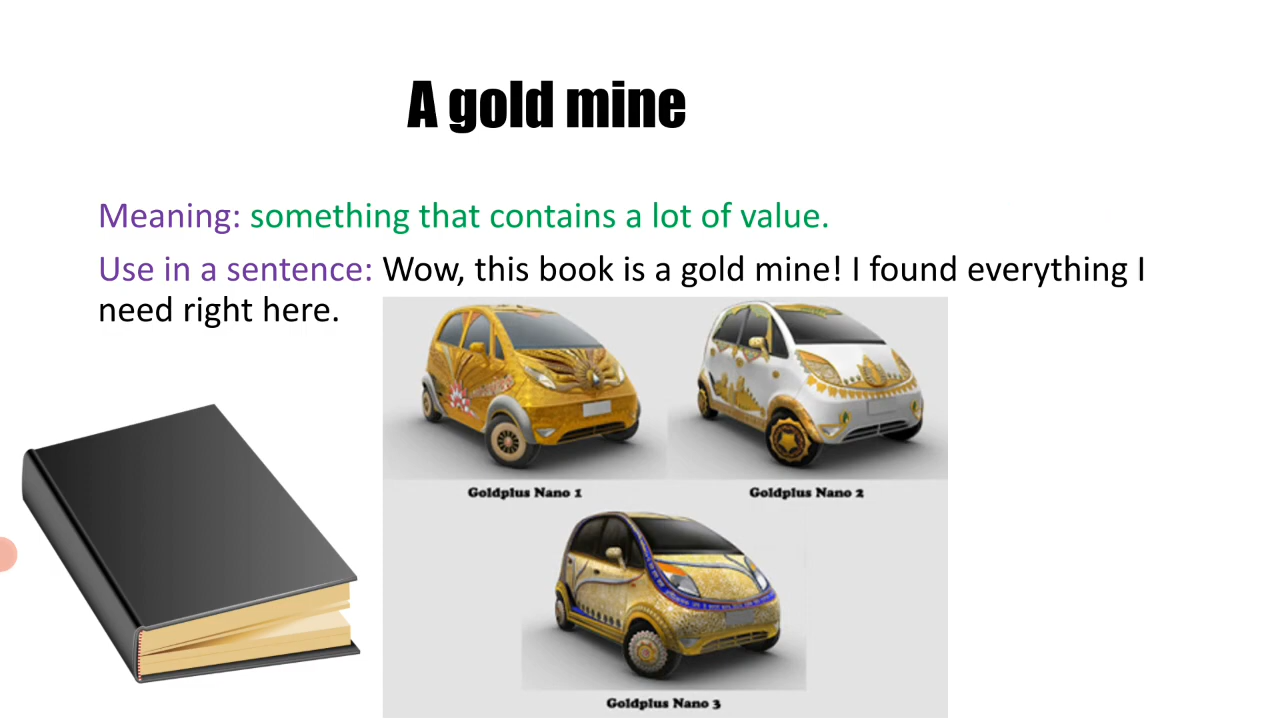 A gold mine
Meaning: something that contains a lot of value.
Use in a sentence: Wow, this book is a gold mine! I found everything I
need right here.
Goldplus Nano 1
Goldplus Nano 2
Goldplus Nano 3